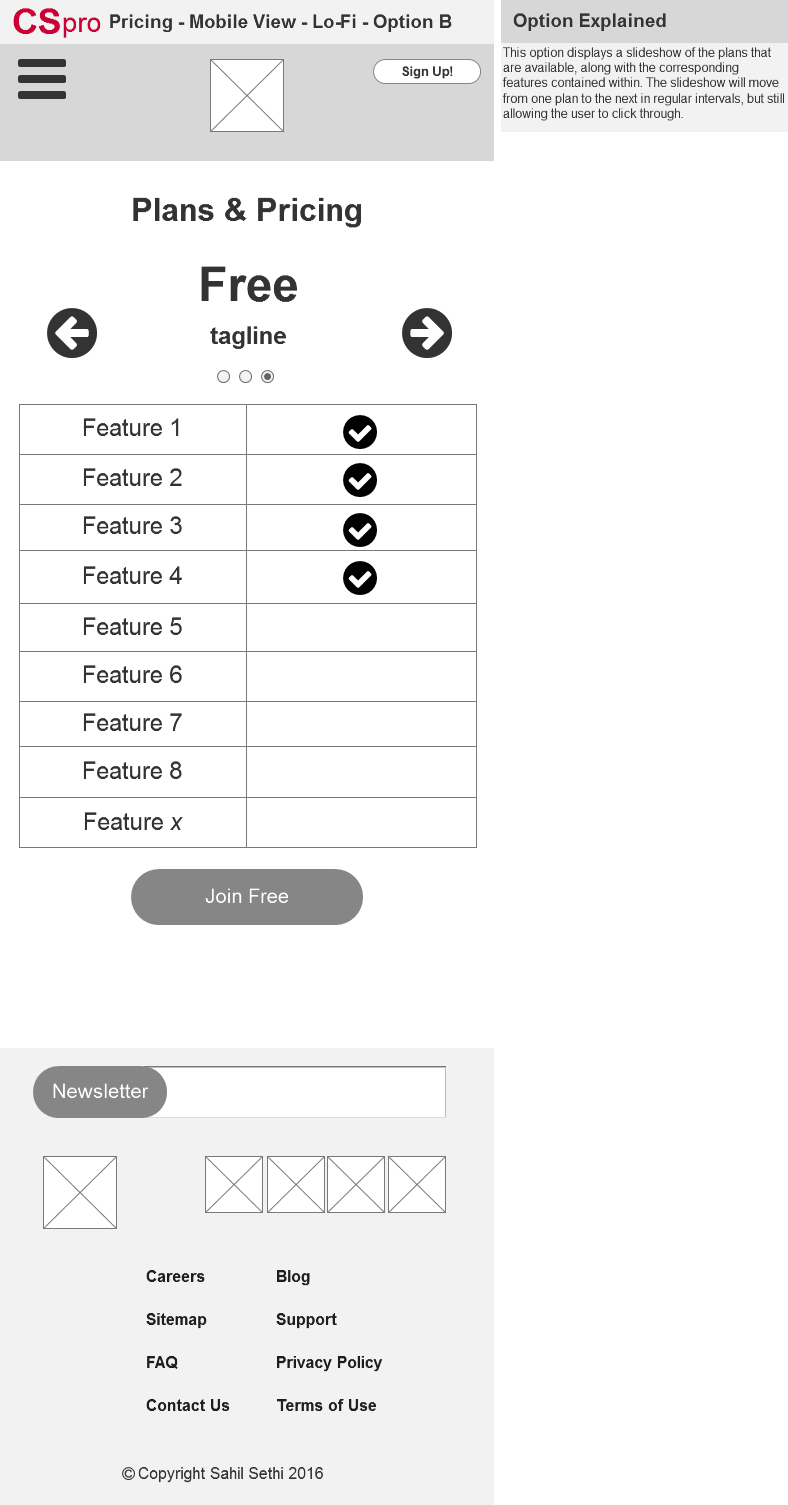 CSpro Pricing - Mobile View - Lo-Fi - Option B
Sign Up!
Plans & Pricing
Free
tagline
Feature 1
Feature 2
Feature 3
Feature 4
Feature 5
Feature 6
Feature 7
Feature 8
Feature x
Join Free
Newsletter
Careers Blog
Sitemap Support
FAQ Privacy Policy
Contact Us Terms of Use
© Copyright Sahil Sethi 2016
Option Explained
This option displays a slideshow of the plans that
are available, along with the corresponding
features contained within. The slideshow will move
from one plan to the next in regular intervals, but still
allowing the user to click through.